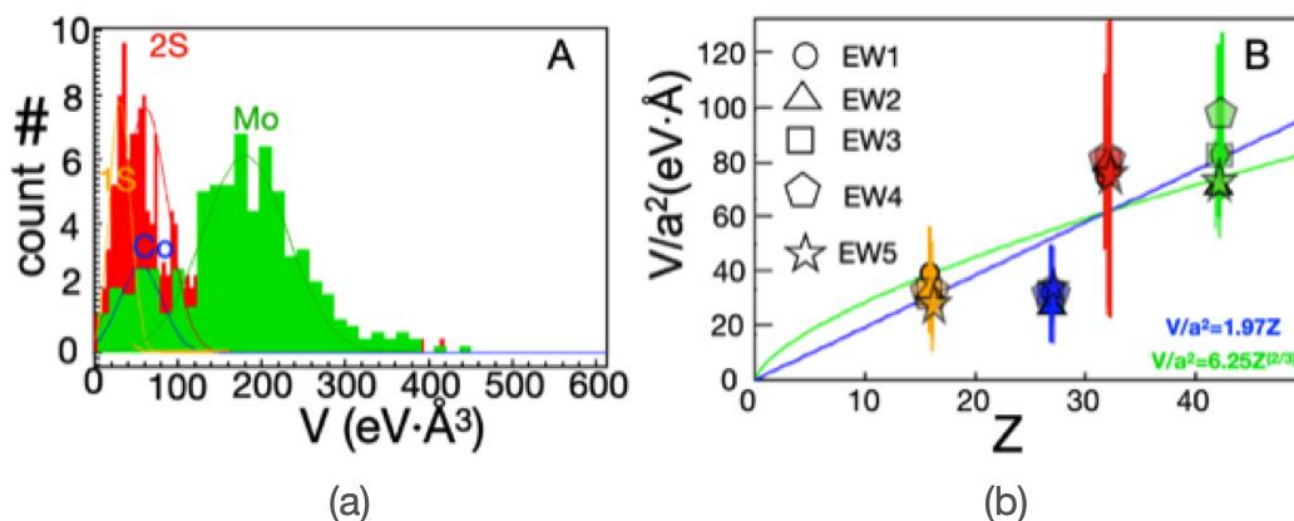 A
2S
1S
Co
Mo
count #
10
8
6
4
2
0
0 100 200 300 400 500 600
V (eV·Å³)
(a)
B
EW1
EW2
EW3
EW4
EW5
V/a²(eV·Å)
120
100
80
60
40
20
0
0 10 20 30 40
Z
V/a²=1.97Z
V/a²=6.25Z^(2/3)
(b)